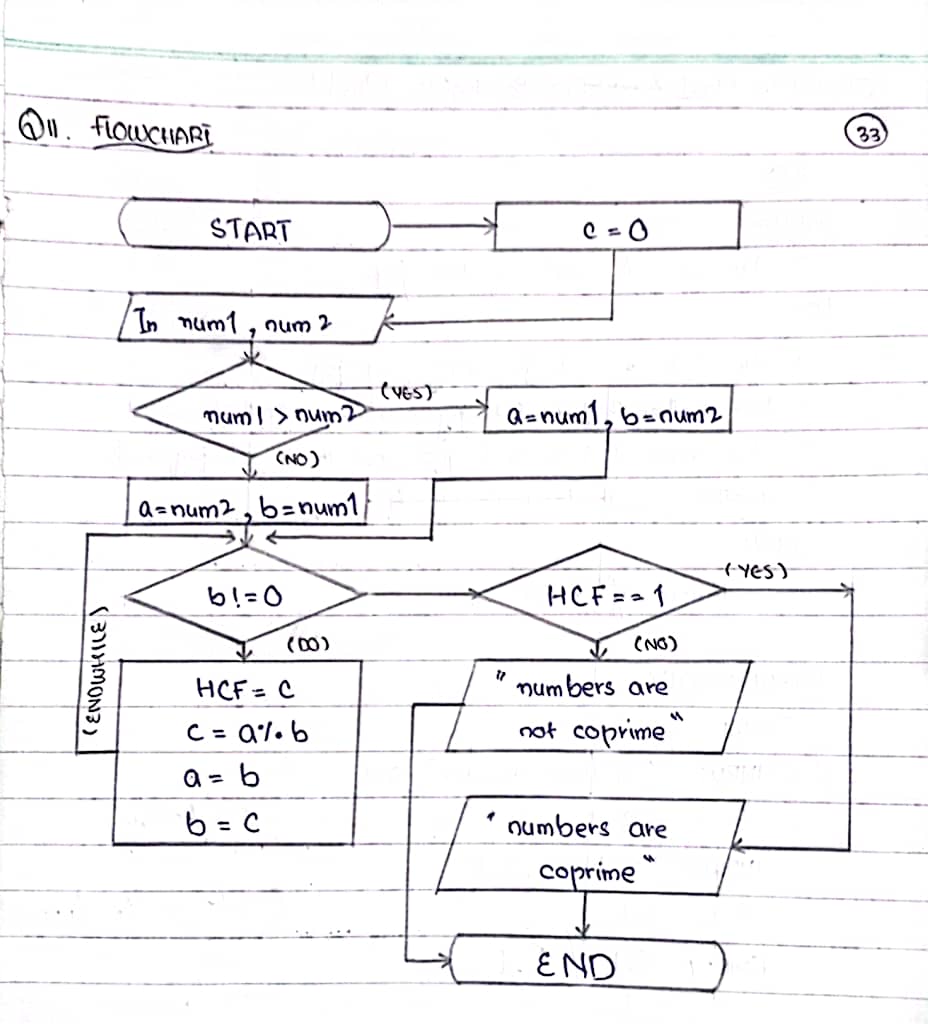 Q11. FLOWCHART
33
START
c = 0
In num1, num2
num1 > num2
(YES)
a=num1, b=num2
(NO)
a=num2, b=num1
b!=0
HCF==1
(YES)
(DO)
(NO)
(ENDWHILE)
HCF = C
C = a%b
a = b
b = C
"numbers are
not coprime"
"numbers are
coprime"
END